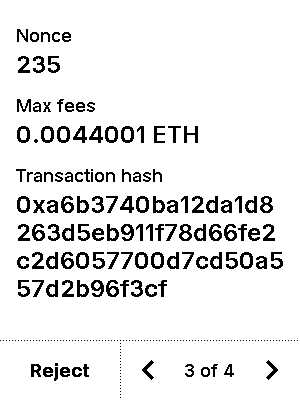 Nonce
235
Max fees
0.0044001 ETH
Transaction hash
0xa6b3740ba12da1d8
263d5eb911f78d66fe2
c2d6057700d7cd50a5
57d2b96f3cf
Reject
3 of 4